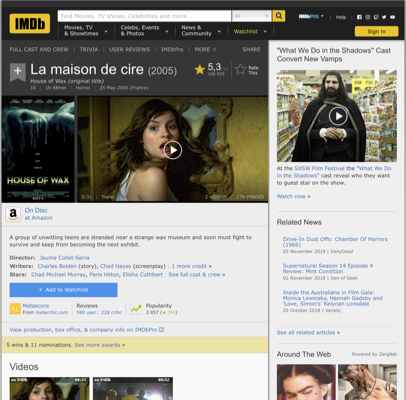 IMDb
Find Movies, TV shows, Celebrities and more...
All
IMDbPro
Help
Movies, TV
& Showtimes
Celebs, Events
& Photos
News &
Community
Watchlist
Sign in
FULL CAST AND CREW
TRIVIA
USER REVIEWS
IMDbPro
MORE
SHARE
La maison de cire (2005)
House of Wax (original title)
16 | 1h 48min | Horror | 25 May 2005 (France)
5,3
Rate
This
HOUSE OF WAX
0:31 | Trailer
2 VIDEOS
276 IMAGES
On Disc
at Amazon
A group of unwitting teens are stranded near a strange wax museum and soon must fight to
survive and keep from becoming the next exhibit.
Director: Jaume Collet-Serra
Writers: Charles Belden (story), Chad Hayes (screenplay) | 1 more credit »
Stars: Chad Michael Murray, Paris Hilton, Elisha Cuthbert | See full cast & crew »
+ Add to Watchlist
Metascore
From metacritic.com
Reviews
580 user | 228 critic
Popularity
2 857
View production, box office, & company info on IMDbPro
5 wins & 11 nominations. See more awards »
Videos
"What We Do in the Shadows" Cast
Convert New Vamps
At the SXSW Film Festival the "What We Do
in the Shadows" cast reveal who they want
to guest star on the show.
Watch now »
Related News
Drive-In Dust Offs: Chamber Of Horrors
(1966)
03 November 2018 | DailyDead
Supernatural Season 14 Episode 4
Review: Mint Condition
02 November 2018 | Den of Geek
Inside the Australians in Film Gala:
Monica Lewinsky, Hannah Gadsby and
'Love, Simon's' Keiynan Lonsdale
25 October 2018 | Variety
See all related articles »
Around The Web
Powered by ZergNet